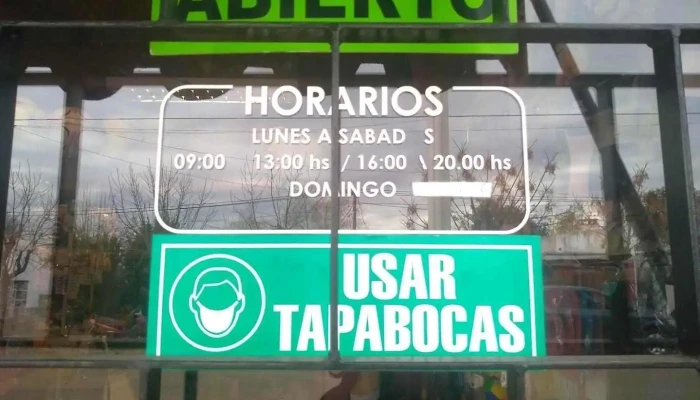 ABIERTO
HORARIOS
LUNES A SABAD S
09:00 13:00 hs / 16:00 \ 20.00 hs
DOMINGO
USAR
TAPABOCAS